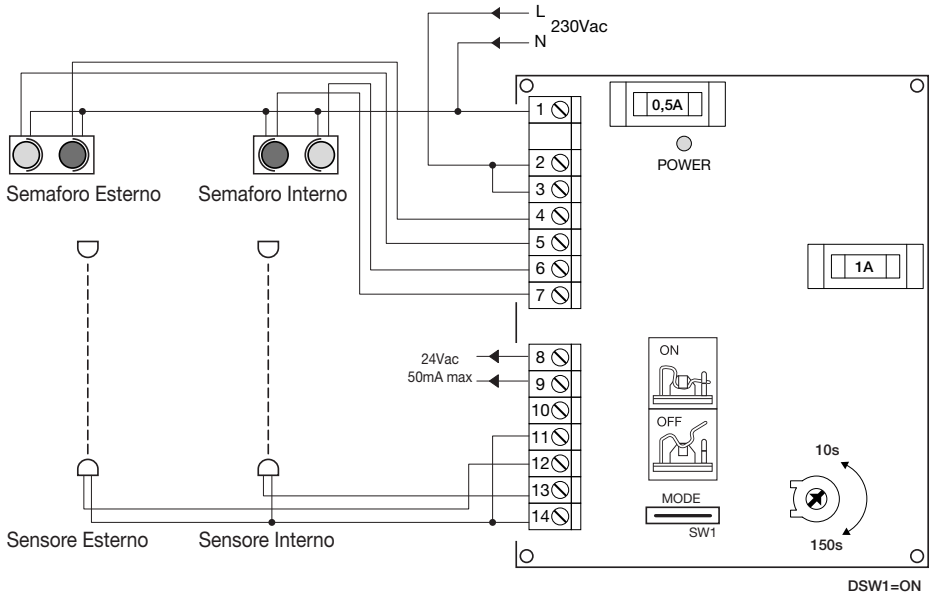 L
230Vac
N
0,5A
POWER
1
2
3
4
5
6
7
Semaforo Esterno
Semaforo Interno
1A
24Vac
50mA max
8
9
10
11
12
13
14
ON
OFF
MODE
SW1
10s
150s
Sensore Esterno
Sensore Interno
DSW1=ON